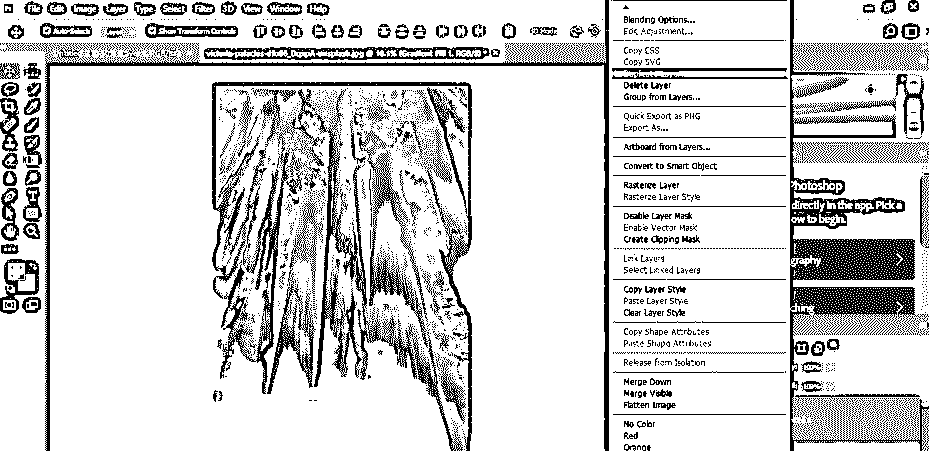 File Edit Image Layer Type Select Filter 3D View Window Help
Auto-Select:
Show Transform Controls
Blending Options...
Edit Adjustment...
Copy CSS
Copy SVG
Delete Layer
Group from Layers...
Quick Export as PNG
Export As...
Artboard from Layers...
Convert to Smart Object
Rasterize Layer
Rasterize Layer Style
Disable Layer Mask
Enable Vector Mask
Create Clipping Mask
Link Layers
Select Linked Layers
Copy Layer Style
Paste Layer Style
Clear Layer Style
Copy Shape Attributes
Paste Shape Attributes
Release from Isolation
Merge Down
Merge Visible
Flatten Image
No Color
Red
Orange
Photoshop
directly in the app. Pick a
ow to begin.
graphy
ching